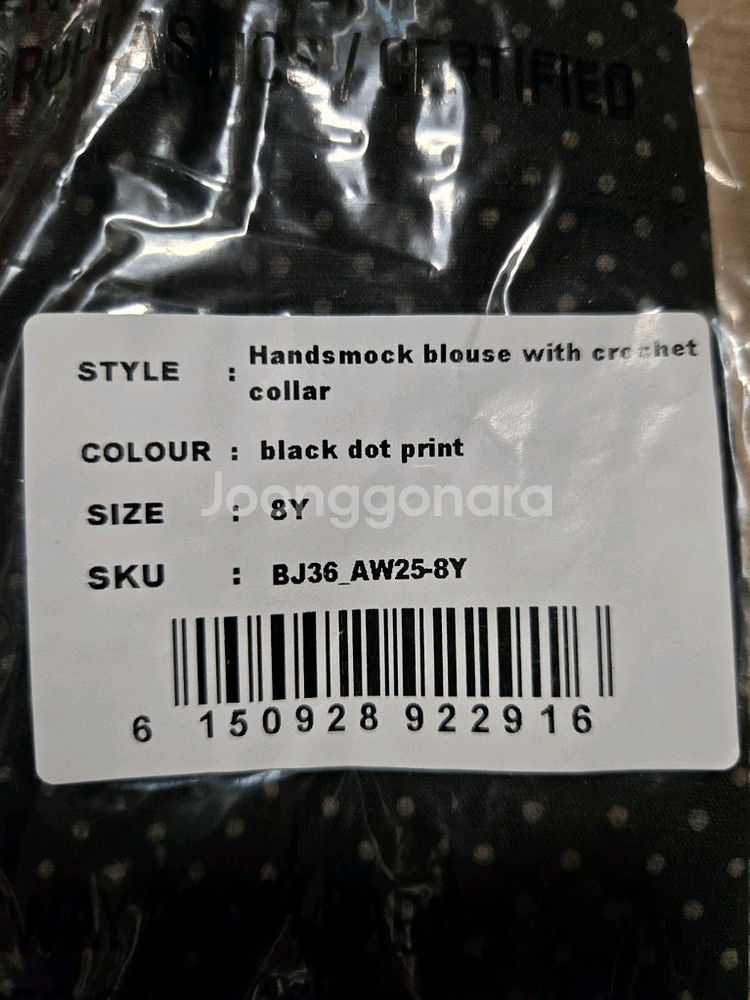 / CERTIFIED
STYLE : Handsmock blouse with crochet
collar
COLOUR : black dot print
SIZE : 8Y
Joonggonara
SKU : BJ36_AW25-8Y
6 150928 922916